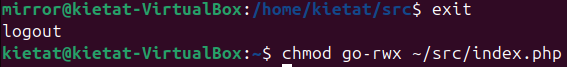 mirror@kietat-VirtualBox:/home/kietat/src$ exit
logout
kietat@kietat-VirtualBox:~$ chmod go-rwx ~/src/index.php